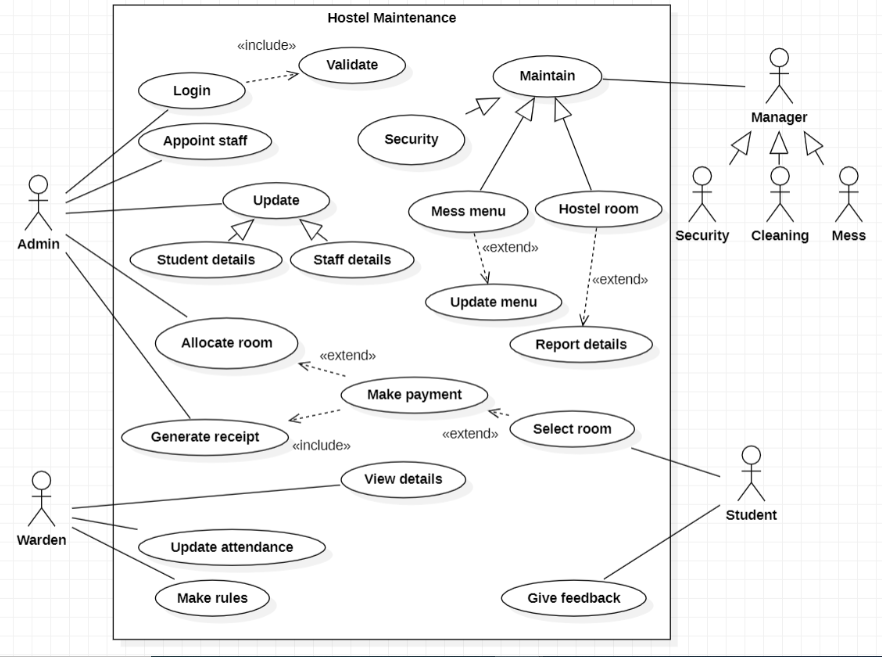 Hostel Maintenance
«include»
Validate
Maintain
Login
Manager
Appoint staff
Security
Update
Mess menu
Hostel room
Security
Cleaning
Mess
Admin
«extend»
Student details
Staff details
«extend»
Update menu
Allocate room
Report details
«extend»
Make payment
Generate receipt
«include»
«extend»
Select room
View details
Student
Warden
Update attendance
Make rules
Give feedback